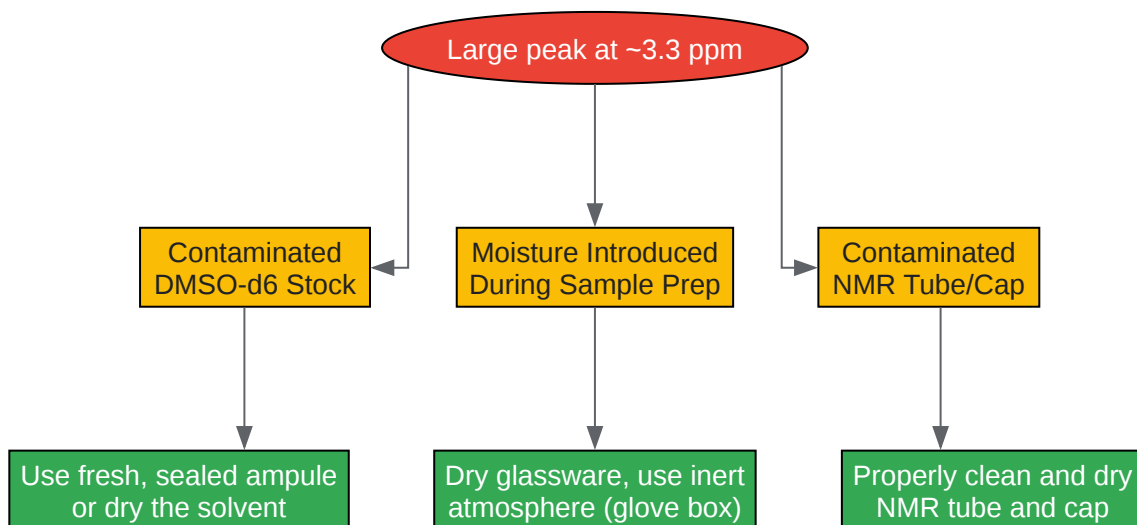 Large peak at ~3.3 ppm
Contaminated
DMSO-d6 Stock
Moisture Introduced
During Sample Prep
Contaminated
NMR Tube/Cap
Use fresh, sealed ampule
or dry the solvent
Dry glassware, use inert
atmosphere (glove box)
Properly clean and dry
NMR tube and cap